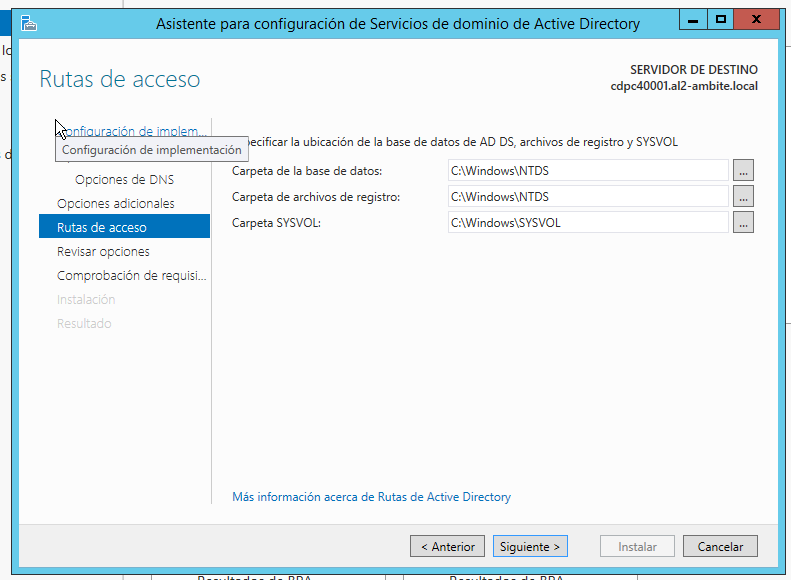 Asistente para configuración de Servicios de dominio de Active Directory
Rutas de acceso
SERVIDOR DE DESTINO
cdpc40001.al2-ambite.local
Configuración de implem...
Configuración de implementación
Opciones de DNS
Opciones adicionales
Rutas de acceso
Revisar opciones
Comprobación de requisi...
Instalación
Resultado
pecificar la ubicación de la base de datos de AD DS, archivos de registro y SYSVOL
Carpeta de la base de datos: C:\Windows\NTDS ...
Carpeta de archivos de registro: C:\Windows\NTDS ...
Carpeta SYSVOL: C:\Windows\SYSVOL ...
Más información acerca de Rutas de Active Directory
< Anterior Siguiente > Instalar Cancelar